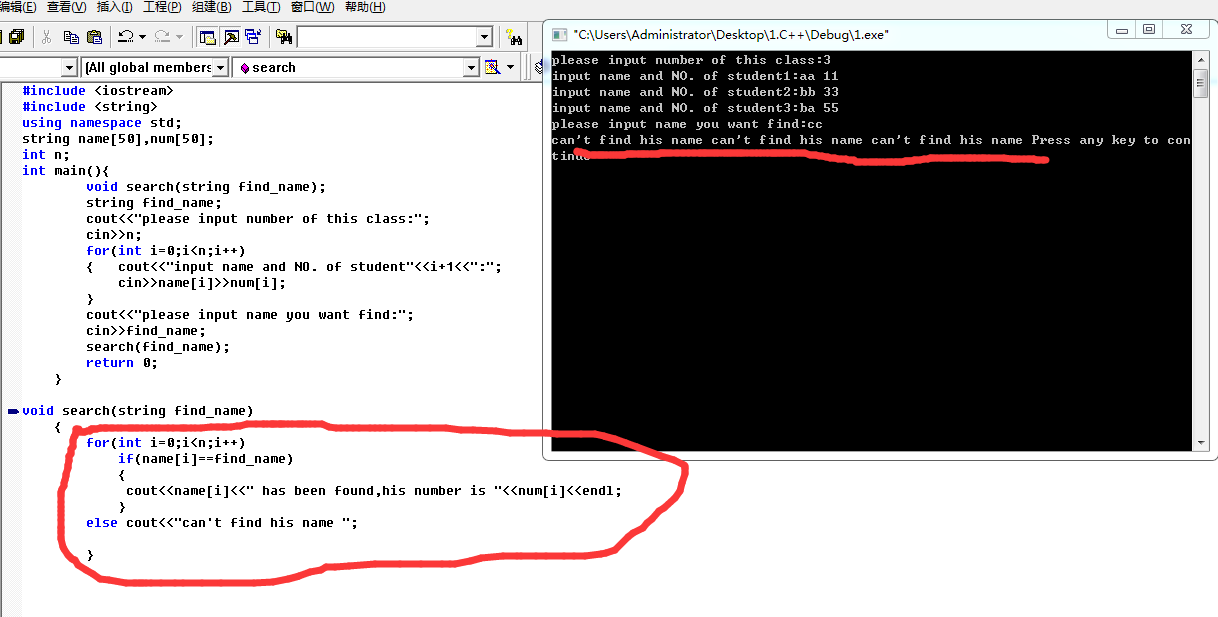 编辑(E) 查看(V) 插入(I) 工程(P) 组建(B) 工具(T) 窗口(W) 帮助(H)
[All global members
search
#include <iostream>
#include <string>
using namespace std;
string name[50],num[50];
int n;
int main(){
void search(string find_name);
string find_name;
cout<<"please input number of this class:";
cin>>n;
for(int i=0;i<n;i++)
{ cout<<"input name and NO. of student"<<i+1<<":";
cin>>name[i]>>num[i];
}
cout<<"please input name you want find:";
cin>>find_name;
search(find_name);
return 0;
}
void search(string find_name)
{
for(int i=0;i<n;i++)
if(name[i]==find_name)
{
cout<<name[i]<<" has been found,his number is "<<num[i]<<endl;
}
else cout<<"can't find his name ";
}
"C:\Users\Administrator\Desktop\1.C++\Debug\1.exe"
please input number of this class:3
input name and NO. of student1:aa 11
input name and NO. of student2:bb 33
input name and NO. of student3:ba 55
please input name you want find:cc
can't find his name can't find his name can't find his name Press any key to con
tinue